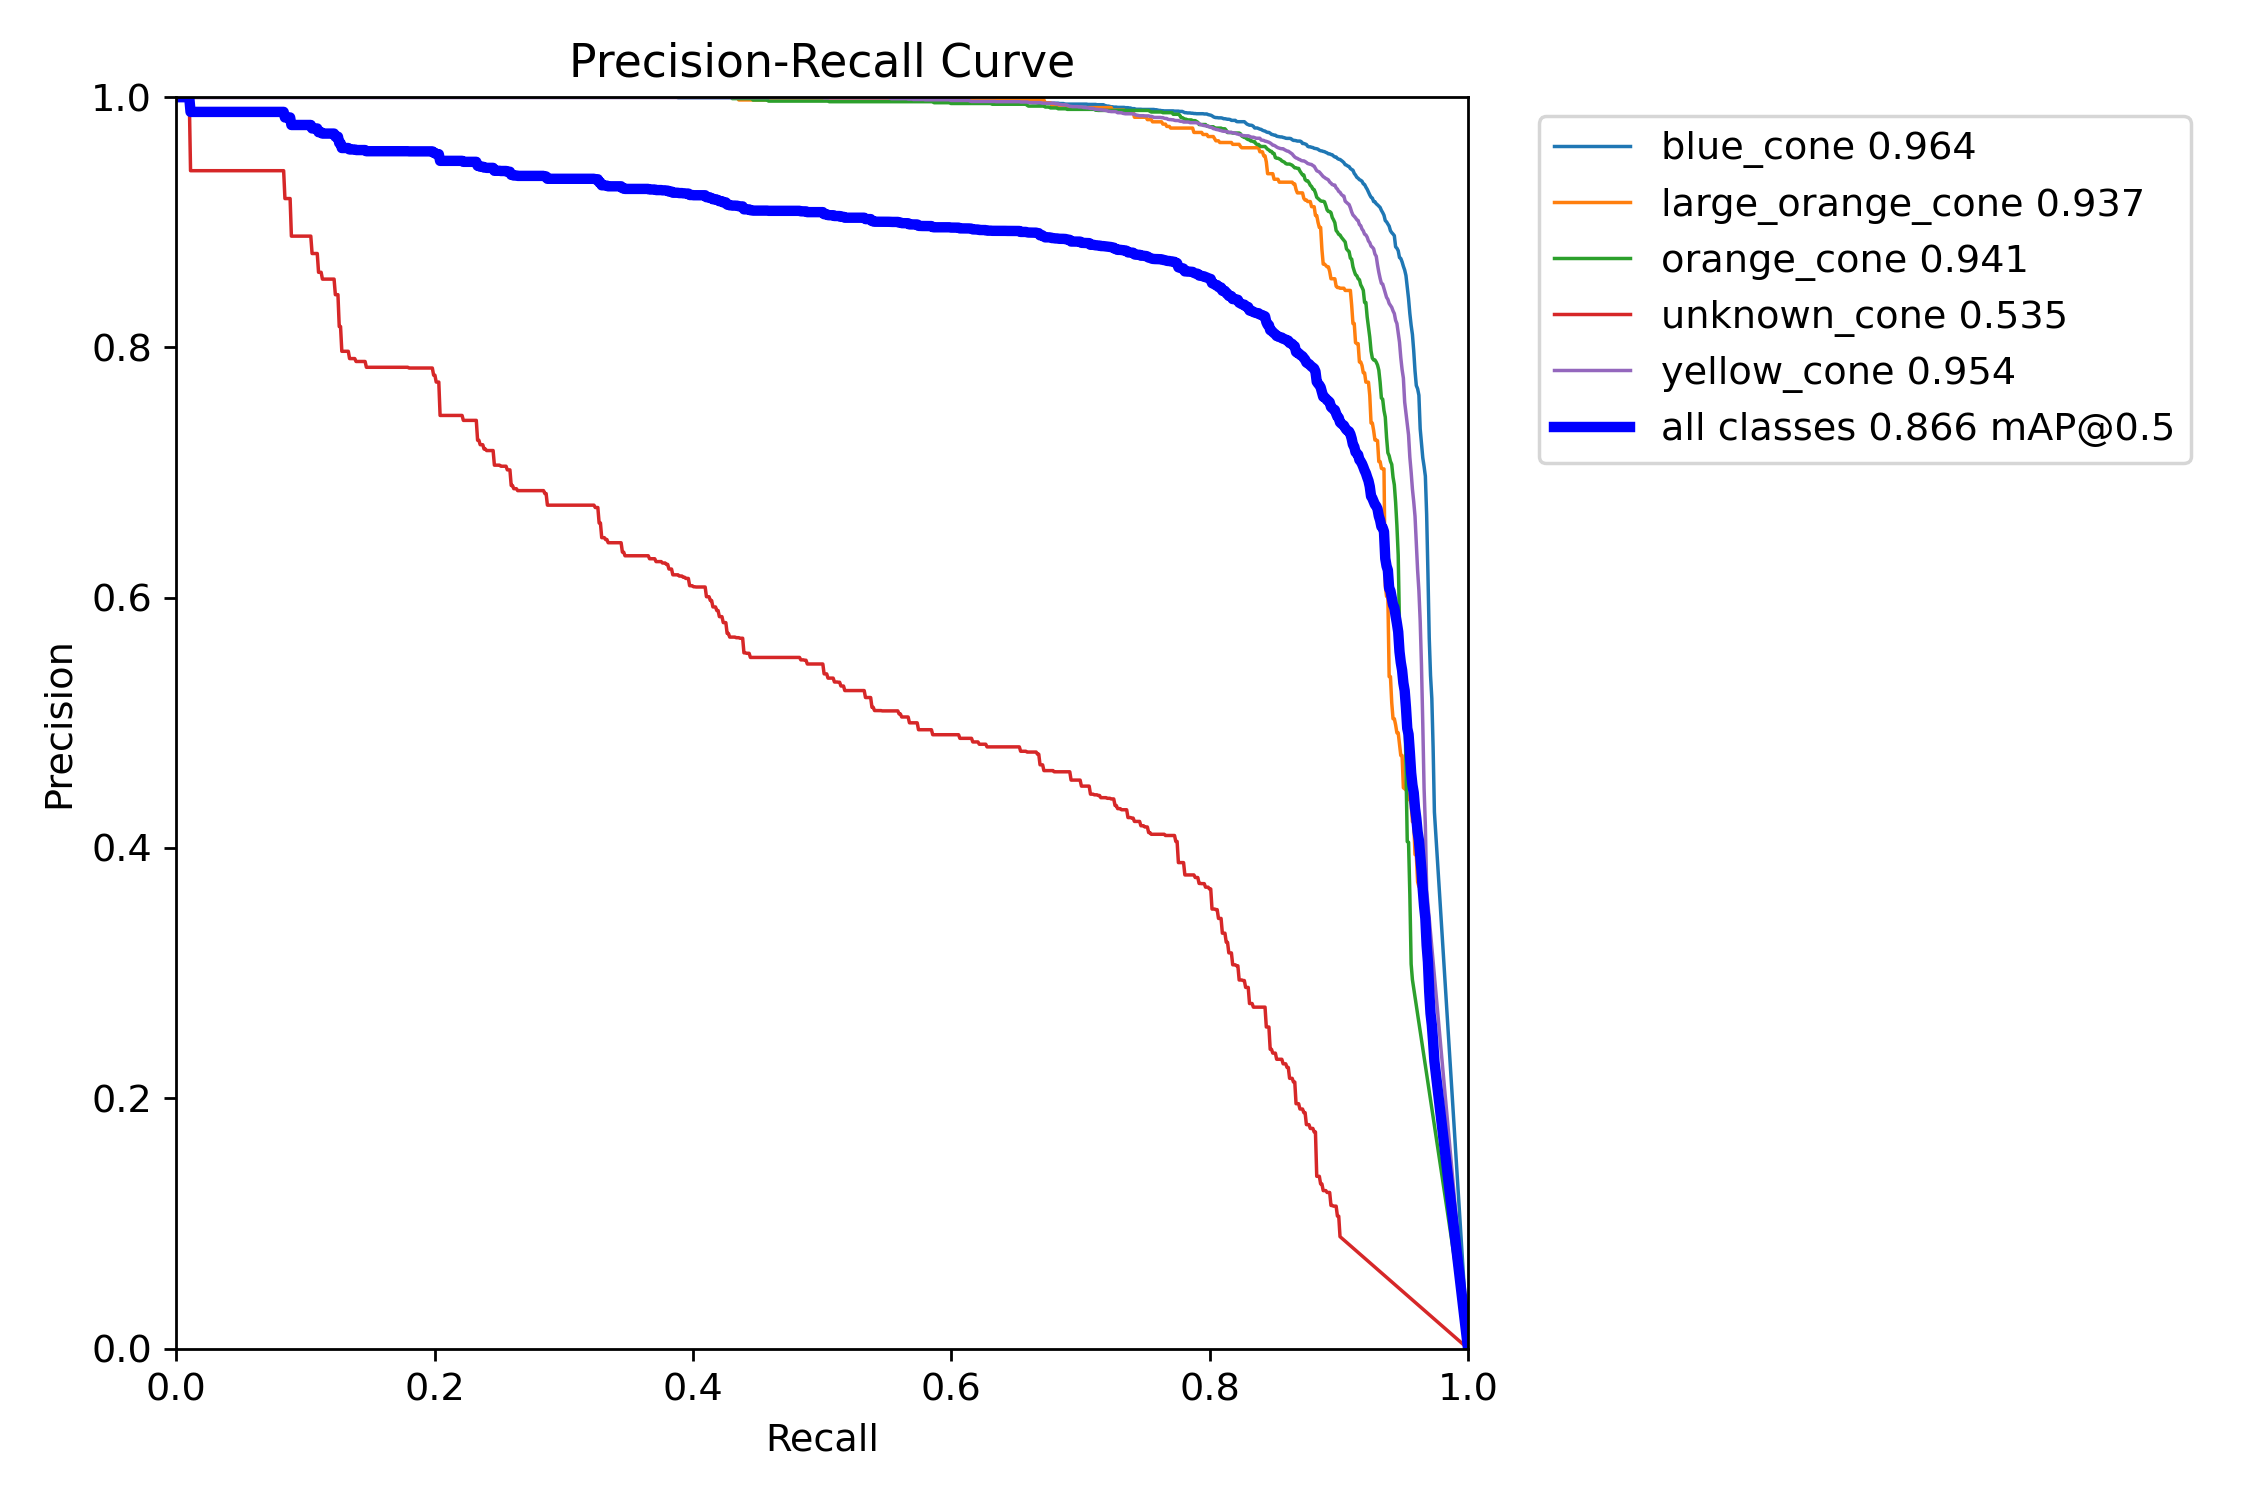 Precision-Recall Curve
1.0
0.8
0.6
0.4
0.2
0.0
Precision
0.0 0.2 0.4 0.6 0.8 1.0
Recall
blue_cone 0.964
large_orange_cone 0.937
orange_cone 0.941
unknown_cone 0.535
yellow_cone 0.954
all classes 0.866 mAP@0.5